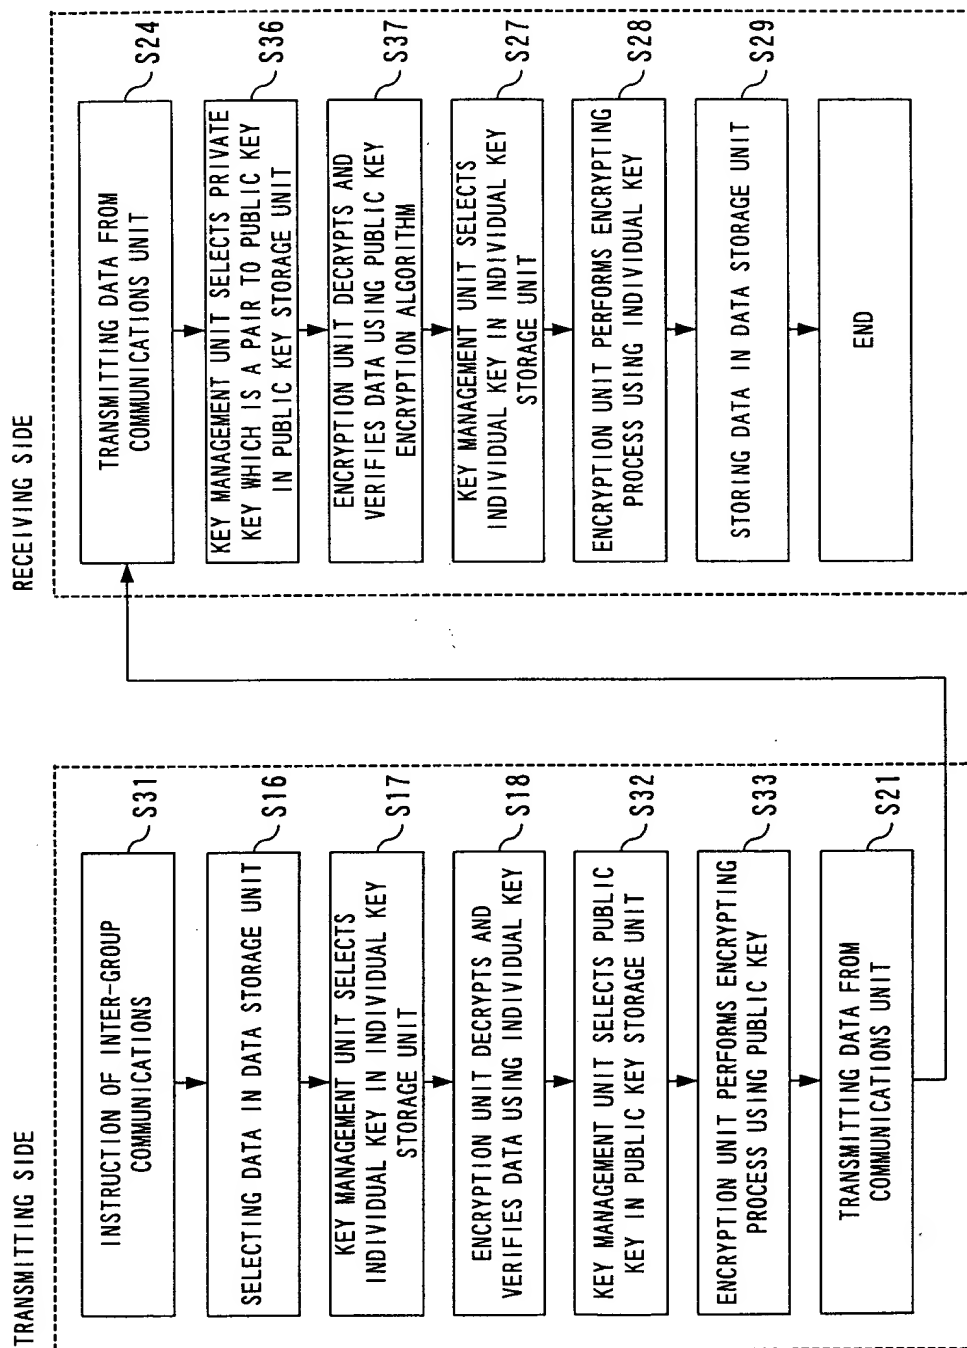 TRANSMITTING SIDE
INSTRUCTION OF INTER-GROUP
COMMUNICATIONS
S31
SELECTING DATA IN DATA STORAGE UNIT
S16
KEY MANAGEMENT UNIT SELECTS
INDIVIDUAL KEY IN INDIVIDUAL KEY
STORAGE UNIT
S17
ENCRYPTION UNIT DECRYPTS AND
VERIFIES DATA USING INDIVIDUAL KEY
S18
KEY MANAGEMENT UNIT SELECTS PUBLIC
KEY IN PUBLIC KEY STORAGE UNIT
S32
ENCRYPTION UNIT PERFORMS ENCRYPTING
PROCESS USING PUBLIC KEY
S33
TRANSMITTING DATA FROM
COMMUNICATIONS UNIT
S21
RECEIVING SIDE
TRANSMITTING DATA FROM
COMMUNICATIONS UNIT
S24
KEY MANAGEMENT UNIT SELECTS PRIVATE
KEY WHICH IS A PAIR TO PUBLIC KEY
IN PUBLIC KEY STORAGE UNIT
S36
ENCRYPTION UNIT DECRYPTS AND
VERIFIES DATA USING PUBLIC KEY
ENCRYPTION ALGORITHM
S37
KEY MANAGEMENT UNIT SELECTS
INDIVIDUAL KEY IN INDIVIDUAL KEY
STORAGE UNIT
S27
ENCRYPTION UNIT PERFORMS ENCRYPTING
PROCESS USING INDIVIDUAL KEY
S28
STORING DATA IN DATA STORAGE UNIT
S29
END